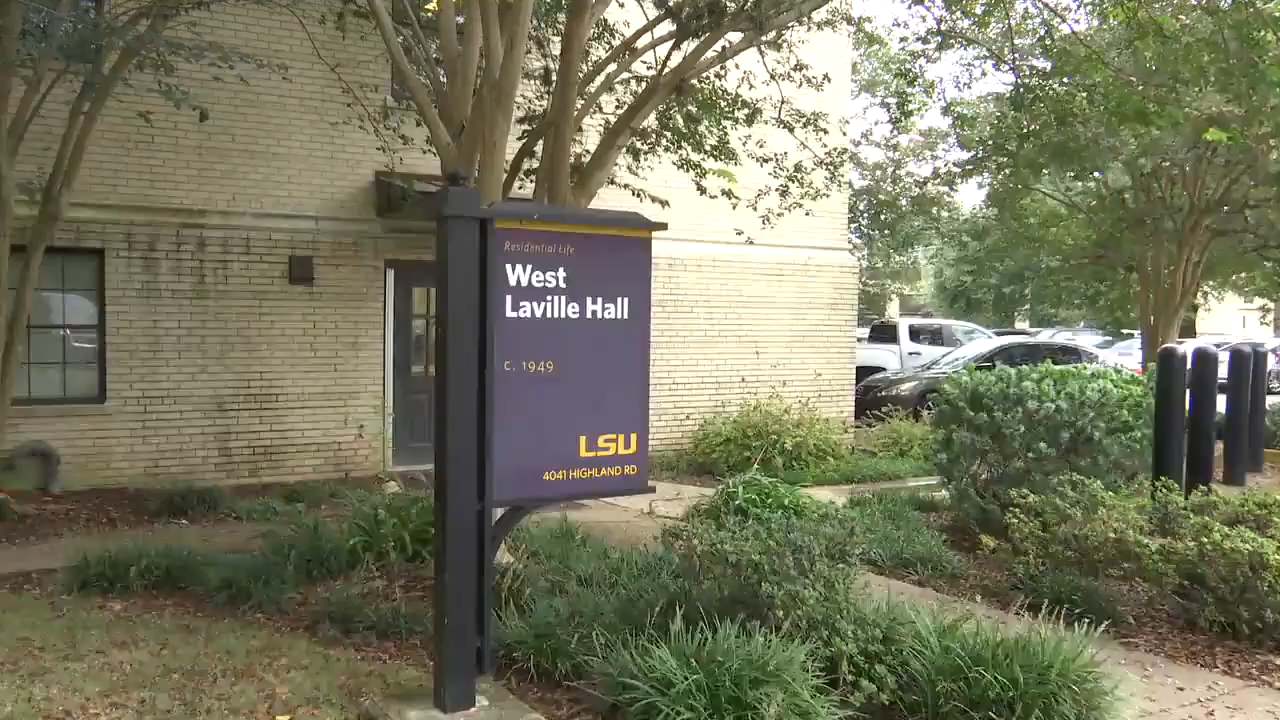 Residential Life
West
Laville Hall
c. 1949
LSU
4041 HIGHLAND RD